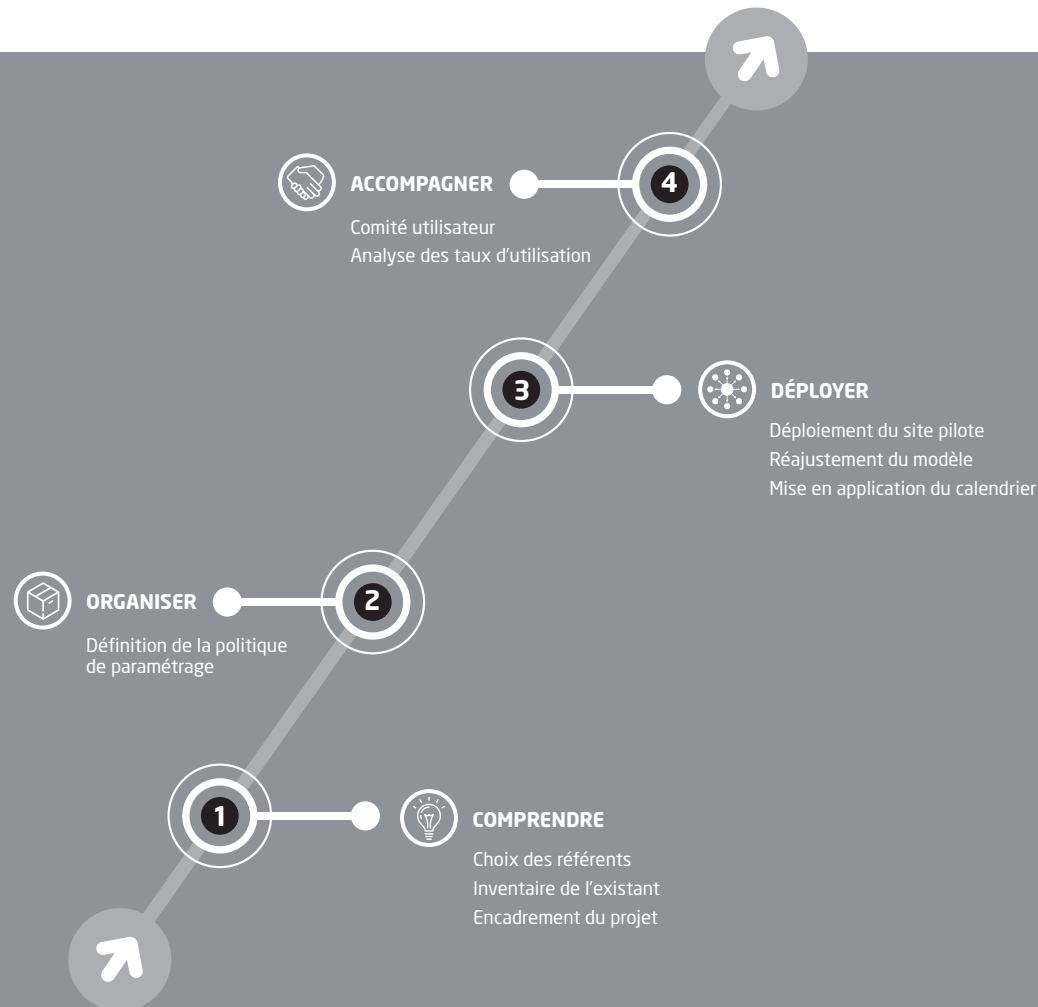 4
ACCOMPAGNER
Comité utilisateur
Analyse des taux d'utilisation
3
DÉPLOYER
Déploiement du site pilote
Réajustement du modèle
Mise en application du calendrier
2
ORGANISER
Définition de la politique
de paramétrage
1
COMPRENDRE
Choix des référents
Inventaire de l'existant
Encadrement du projet